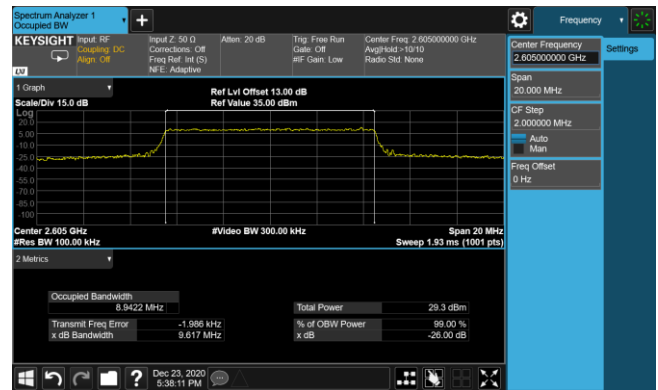 Spectrum Analyzer 1
Occupied BW
Frequency
KEYSIGHT
Input: RF
Coupling: DC
Align: Off
Input Z: 50 Ω
Corrections: Off
Freq Ref: Int (S)
NFE: Adaptive
Atten: 20 dB
Trig: Free Run
Gate: Off
#IF Gain: Low
Center Freq: 2.605000000 GHz
Avg|Hold:>10/10
Radio Std: None
LXI
Center Frequency
2.605000000 GHz
Settings
Span
20.000 MHz
CF Step
2.000000 MHz
Auto
Man
Freq Offset
0 Hz
1 Graph
Scale/Div 15.0 dB
Ref Lvl Offset 13.00 dB
Ref Value 35.00 dBm
Log
20.0
5.00
-10.0
-25.0
-40.0
-55.0
-70.0
-85.0
-100
Center 2.605 GHz
#Video BW 300.00 kHz
Span 20 MHz
#Res BW 100.00 kHz
Sweep 1.93 ms (1001 pts)
2 Metrics
Occupied Bandwidth
8.9422 MHz
Total Power
29.3 dBm
Transmit Freq Error
-1.986 kHz
% of OBW Power
99.00 %
x dB Bandwidth
9.617 MHz
x dB
-26.00 dB
?
Dec 23, 2020
5:38:11 PM